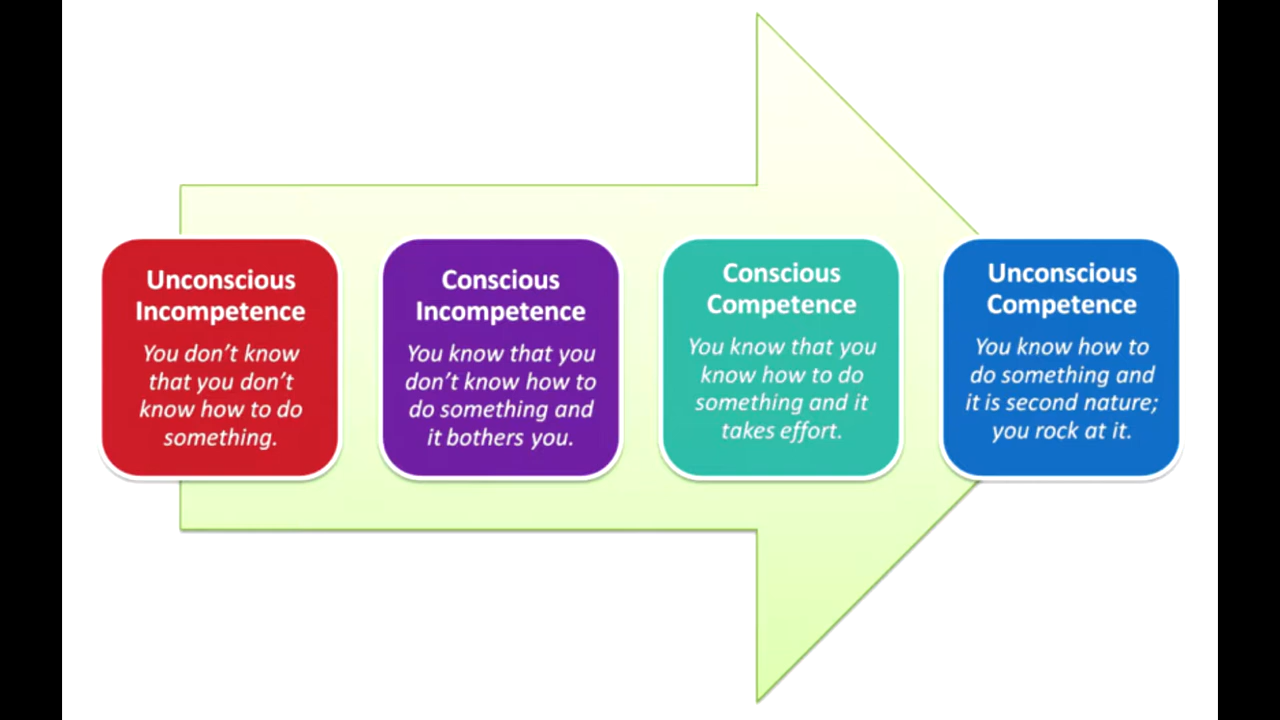 Unconscious
Incompetence
You don't know
that you don't
know how to do
something.
Conscious
Incompetence
You know that you
don't know how to
do something and
it bothers you.
Conscious
Competence
You know that you
know how to do
something and it
takes effort.
Unconscious
Competence
You know how to
do something and
it is second nature;
you rock at it.